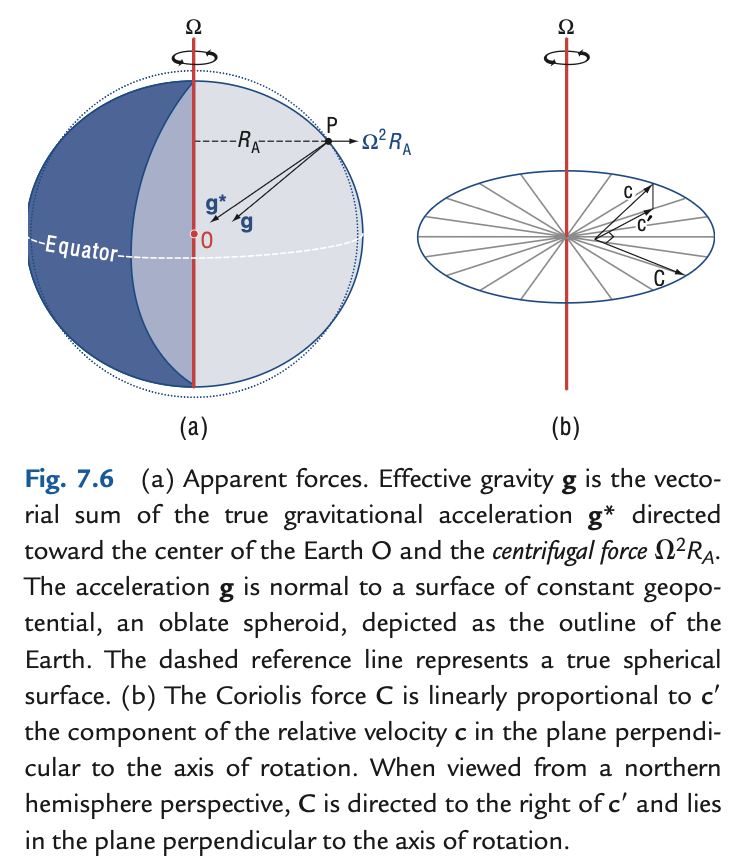 Ω
Ω
P
R_A
Ω²R_A
g*
g
O
Equator
c
c′
C
(a)
(b)
Fig. 7.6 (a) Apparent forces. Effective gravity g is the vecto-
rial sum of the true gravitational acceleration g* directed
toward the center of the Earth O and the centrifugal force Ω²R_A.
The acceleration g is normal to a surface of constant geopo-
tential, an oblate spheroid, depicted as the outline of the
Earth. The dashed reference line represents a true spherical
surface. (b) The Coriolis force C is linearly proportional to c′
the component of the relative velocity c in the plane perpendi-
cular to the axis of rotation. When viewed from a northern
hemisphere perspective, C is directed to the right of c′ and lies
in the plane perpendicular to the axis of rotation.